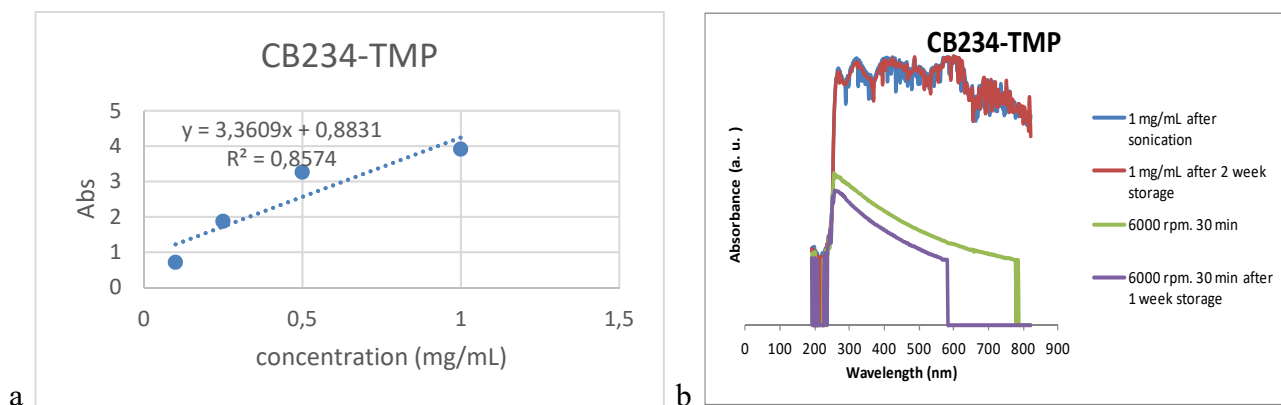 CB234-TMP
y = 3,3609x + 0,8831
R² = 0,8574
Abs
5
4
3
2
1
0
0
0,5
1
1,5
concentration (mg/mL)
a
CB234-TMP
Absorbance (a. u. )
1 mg/mL after
sonication
1 mg/mL after 2 week
storage
6000 rpm. 30 min
6000 rpm. 30 min after
1 week storage
0 100 200 300 400 500 600 700 800 900
Wavelength (nm)
b